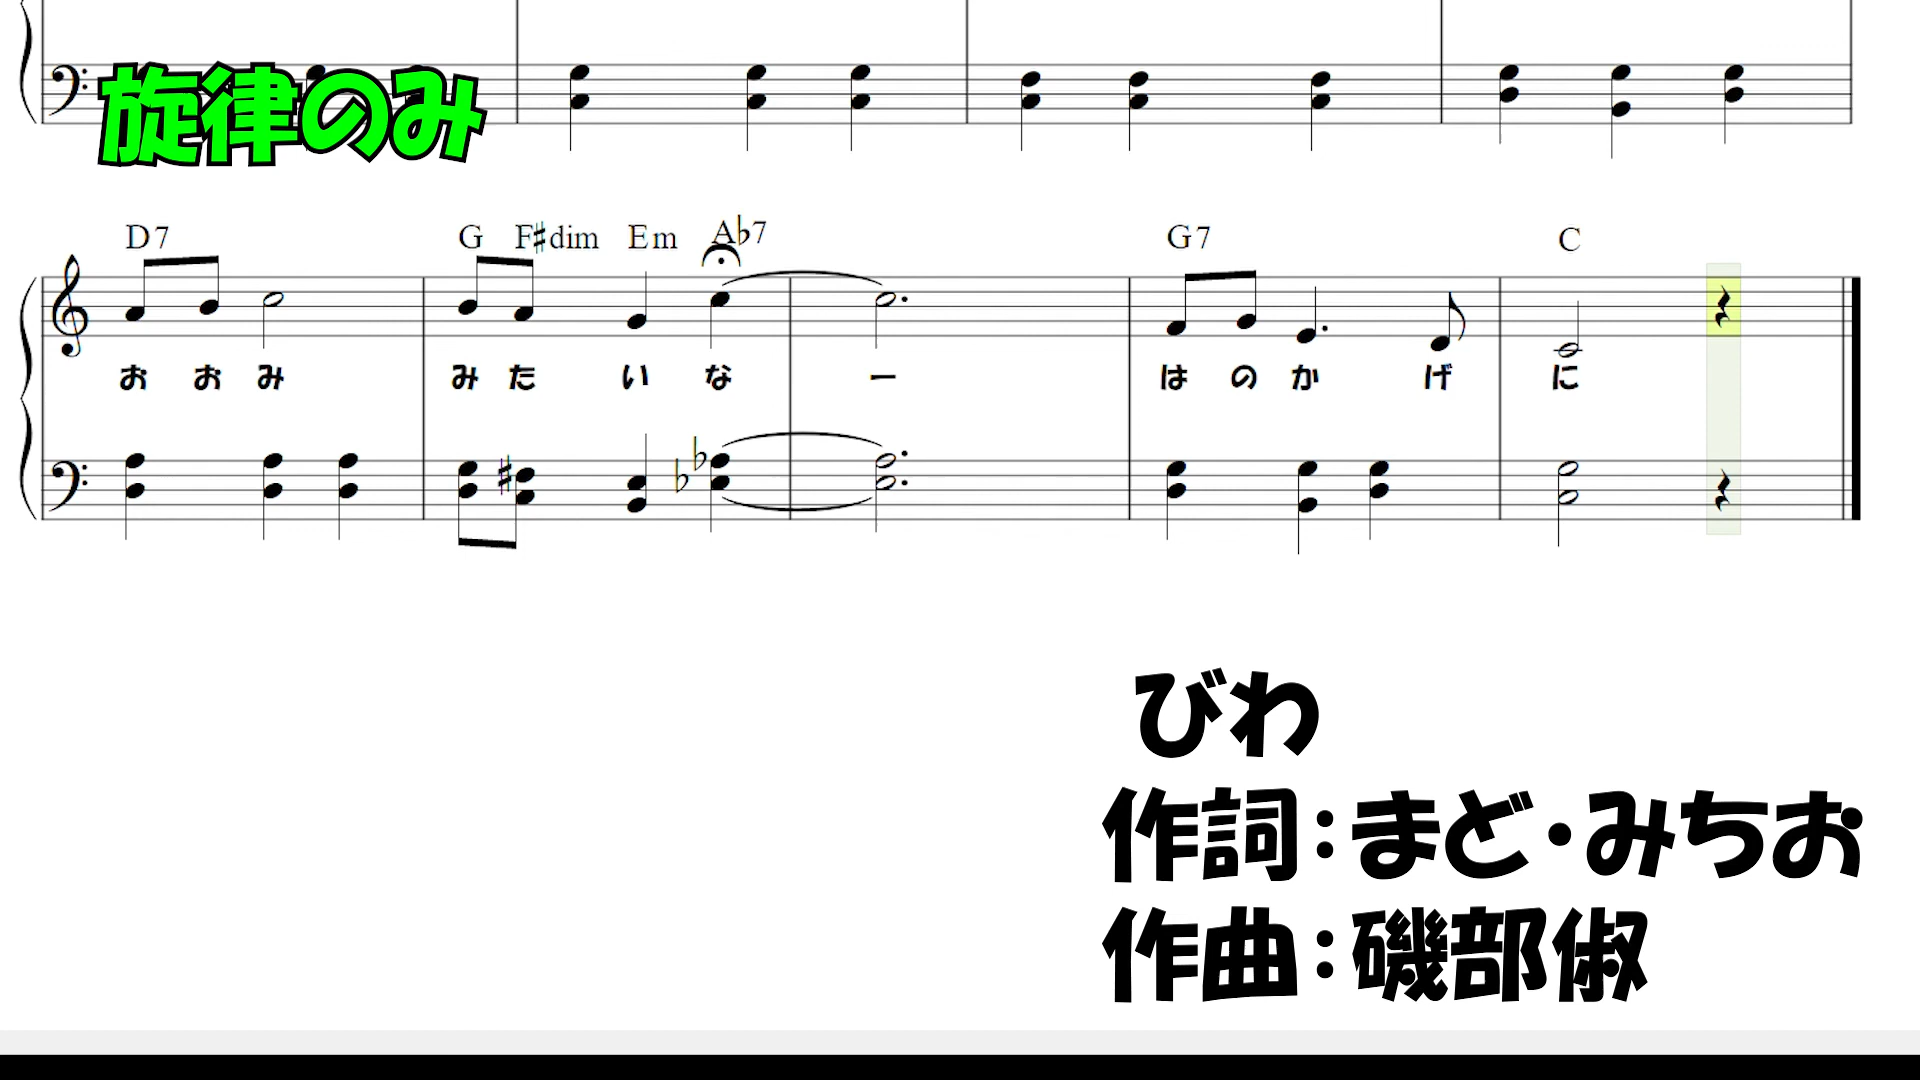 旋律のみ
D7 G F♯dim Em A♭7 G7 C
おおみ みたいな ー はのかげに
びわ
作詞：まど・みちお
作曲：磯部俶